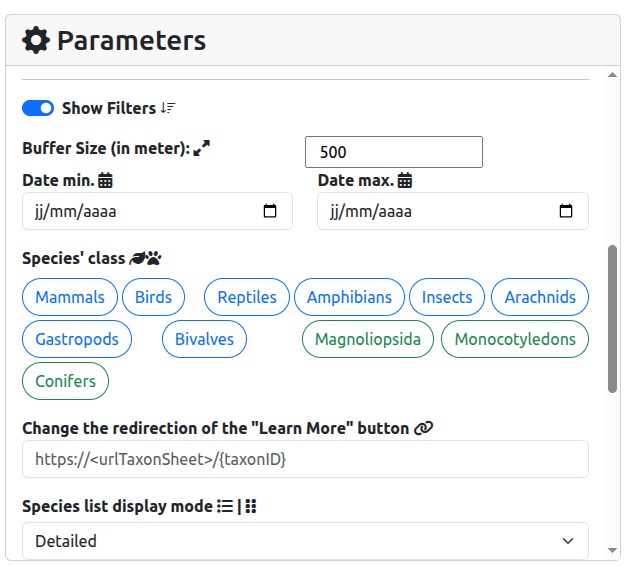 Parameters
Show Filters
Buffer Size (in meter): 500
Date min. Date max.
jj/mm/aaaa jj/mm/aaaa
Species' class
Mammals Birds Reptiles Amphibians Insects Arachnids
Gastropods Bivalves Magnoliopsida Monocotyledons
Conifers
Change the redirection of the "Learn More" button
https://<urlTaxonSheet>/{taxonID}
Species list display mode |
Detailed